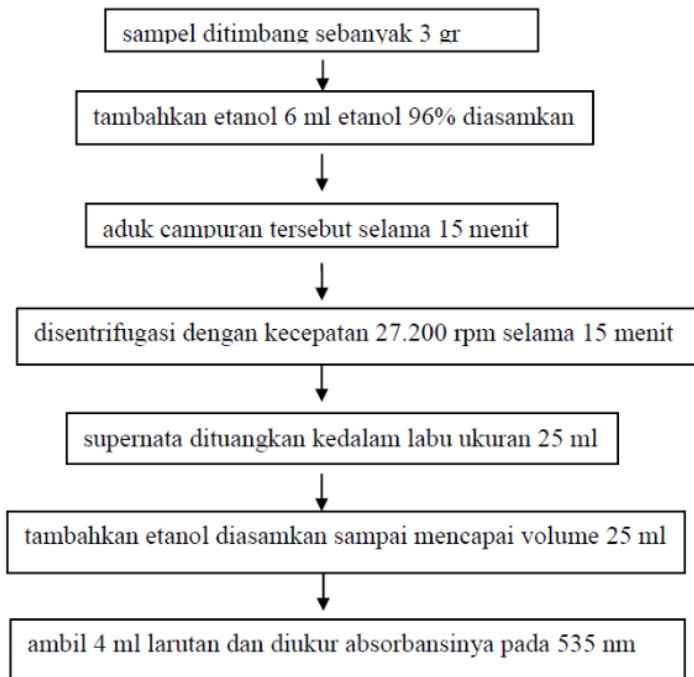 sampel ditimbang sebanyak 3 gr
tambahkan etanol 6 ml etanol 96% diasamkan
aduk campuran tersebut selama 15 menit
disentrifugasi dengan kecepatan 27.200 rpm selama 15 menit
supernata dituangkan kedalam labu ukuran 25 ml
tambahkan etanol diasamkan sampai mencapai volume 25 ml
ambil 4 ml larutan dan diukur absorbansinya pada 535 nm